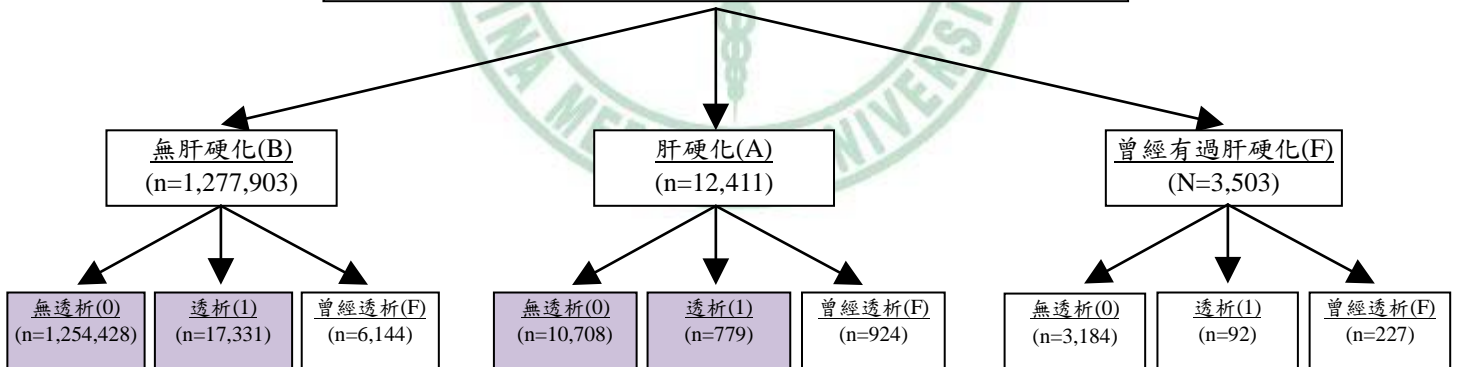 INA MEDICAL UNIVERSI
無肝硬化(B)
(n=1,277,903)
肝硬化(A)
(n=12,411)
曾經有過肝硬化(F)
(N=3,503)
無透析(0)
(n=1,254,428)
透析(1)
(n=17,331)
曾經透析(F)
(n=6,144)
無透析(0)
(n=10,708)
透析(1)
(n=779)
曾經透析(F)
(n=924)
無透析(0)
(n=3,184)
透析(1)
(n=92)
曾經透析(F)
(n=227)